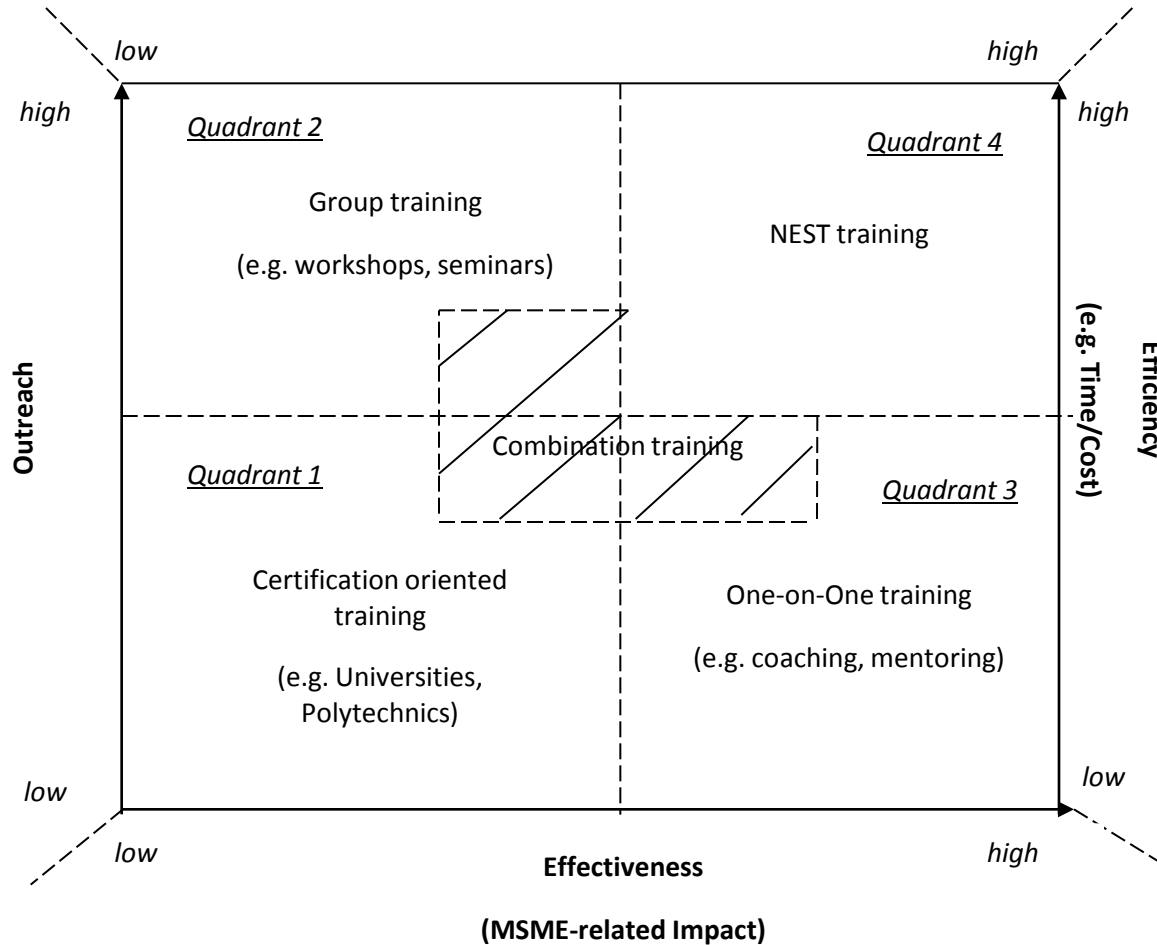 low
high
high
high
Quadrant 2
Quadrant 4
Group training
NEST training
(e.g. workshops, seminars)
Outreach
(e.g. Time/Cost)
Efficiency
Combination training
Quadrant 1
Quadrant 3
Certification oriented
training
One-on-One training
(e.g. coaching, mentoring)
(e.g. Universities,
Polytechnics)
low
low
low
high
Effectiveness
(MSME-related Impact)